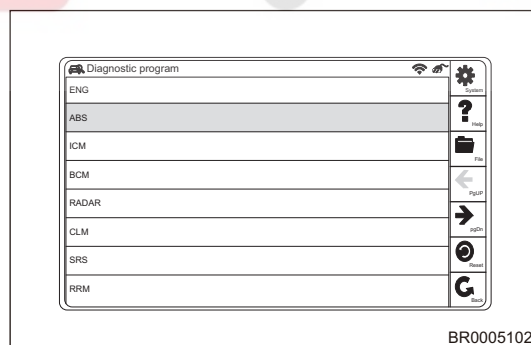 Diagnostic program
ENG
ABS
ICM
BCM
RADAR
CLM
SRS
RRM
System
Help
File
PgUP
pgDn
Reset
Back
BR0005102